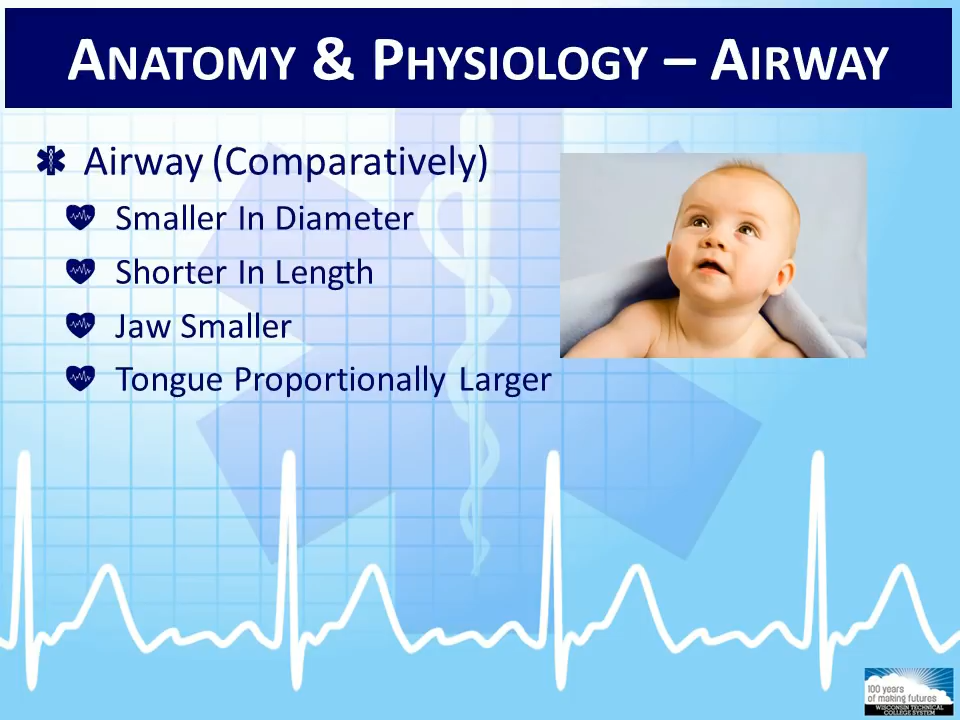 ANATOMY & PHYSIOLOGY – AIRWAY
Airway (Comparatively)
Smaller In Diameter
Shorter In Length
Jaw Smaller
Tongue Proportionally Larger
100 years
of making futures
WISCONSIN TECHNICAL
COLLEGE SYSTEM